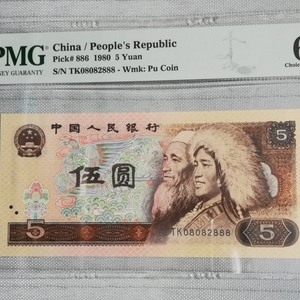 PMG
China / People's Republic
Pick# 886 1980 5 Yuan
S/N TK08082888 - Wmk: Pu Coin
6
中国人民银行
5
伍圆
TK08082888
5
5